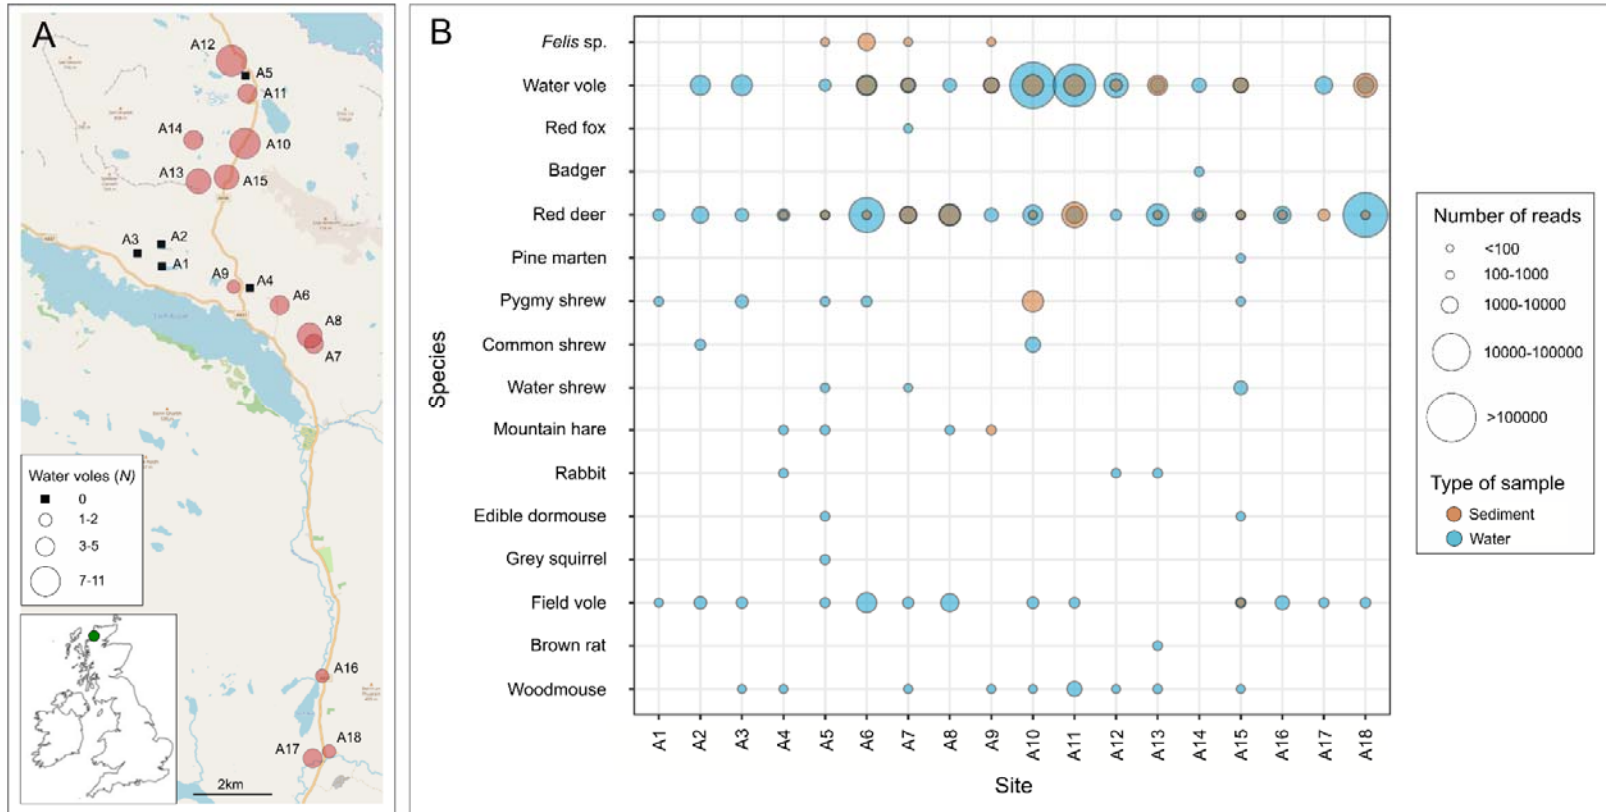 A
A12
A5
A11
A14
A10
A13
A15
A3
A2
A1
A9
A4
A6
A8
A7
A16
A17
A18
2km
Water voles (N)
0
1-2
3-5
7-11
B
Felis sp.
Water vole
Red fox
Badger
Red deer
Pine marten
Pygmy shrew
Common shrew
Water shrew
Mountain hare
Rabbit
Edible dormouse
Grey squirrel
Field vole
Brown rat
Woodmouse
Species
A1 A2 A3 A4 A5 A6 A7 A8 A9 A10 A11 A12 A13 A14 A15 A16 A17 A18
Site
Number of reads
<100
100-1000
1000-10000
10000-100000
>100000
Type of sample
Sediment
Water